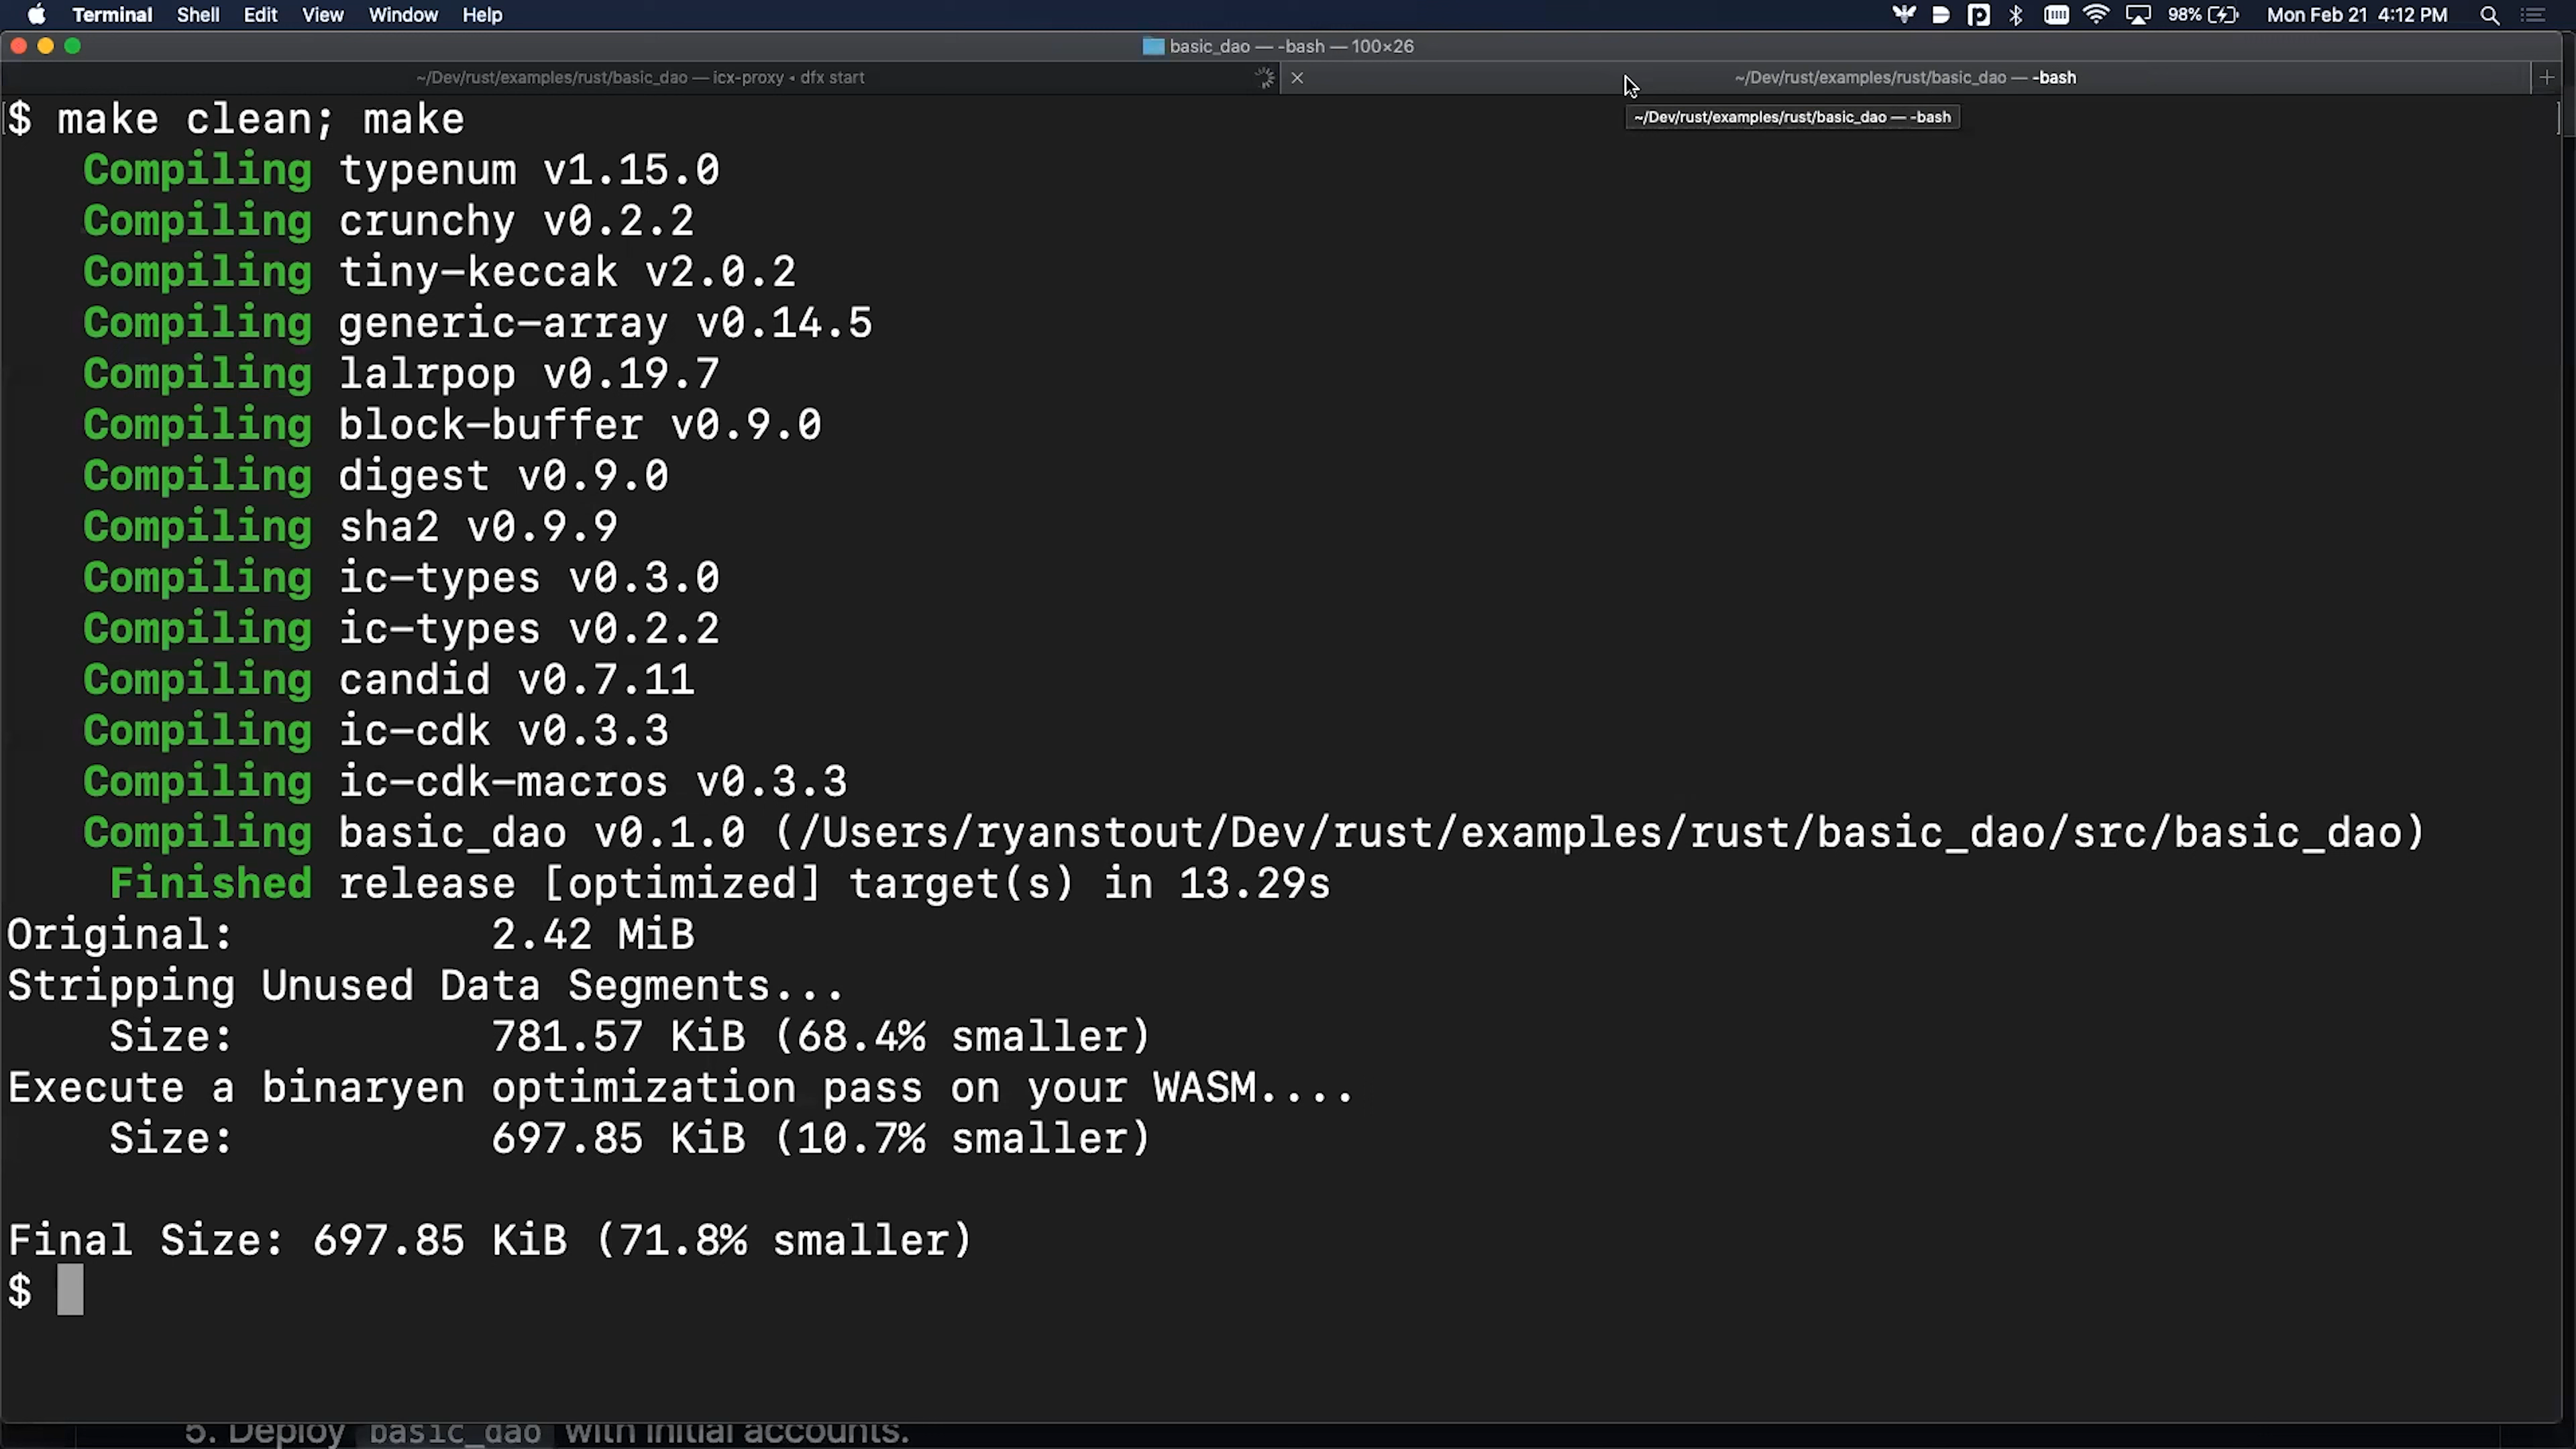 Terminal Shell Edit View Window Help 98% Mon Feb 21 4:12 PM
basic_dao — -bash — 100×26
~/Dev/rust/examples/rust/basic_dao — icx-proxy ◂ dfx start ~/Dev/rust/examples/rust/basic_dao — -bash
$ make clean; make
~/Dev/rust/examples/rust/basic_dao — -bash
Compiling typenum v1.15.0
Compiling crunchy v0.2.2
Compiling tiny-keccak v2.0.2
Compiling generic-array v0.14.5
Compiling lalrpop v0.19.7
Compiling block-buffer v0.9.0
Compiling digest v0.9.0
Compiling sha2 v0.9.9
Compiling ic-types v0.3.0
Compiling ic-types v0.2.2
Compiling candid v0.7.11
Compiling ic-cdk v0.3.3
Compiling ic-cdk-macros v0.3.3
Compiling basic_dao v0.1.0 (/Users/ryanstout/Dev/rust/examples/rust/basic_dao/src/basic_dao)
Finished release [optimized] target(s) in 13.29s
Original: 2.42 MiB
Stripping Unused Data Segments...
Size: 781.57 KiB (68.4% smaller)
Execute a binaryen optimization pass on your WASM....
Size: 697.85 KiB (10.7% smaller)
Final Size: 697.85 KiB (71.8% smaller)
$
5. Deploy basic_dao with initial accounts.